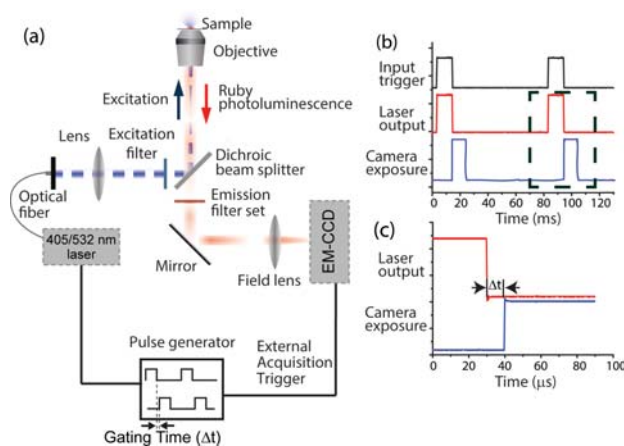 (a)
Sample
Objective
Excitation
Ruby
photoluminescence
Lens
Excitation
filter
Dichroic
beam splitter
Optical
fiber
Emission
filter set
405/532 nm
laser
Mirror
Field lens
EM-CCD
Pulse generator
External
Acquisition
Trigger
Gating Time (Δt)
(b)
Input
trigger
Laser
output
Camera
exposure
0 20 40 60 80 100 120
Time (ms)
(c)
Laser
output
Δt
Camera
exposure
0 20 40 60 80 100
Time (µs)